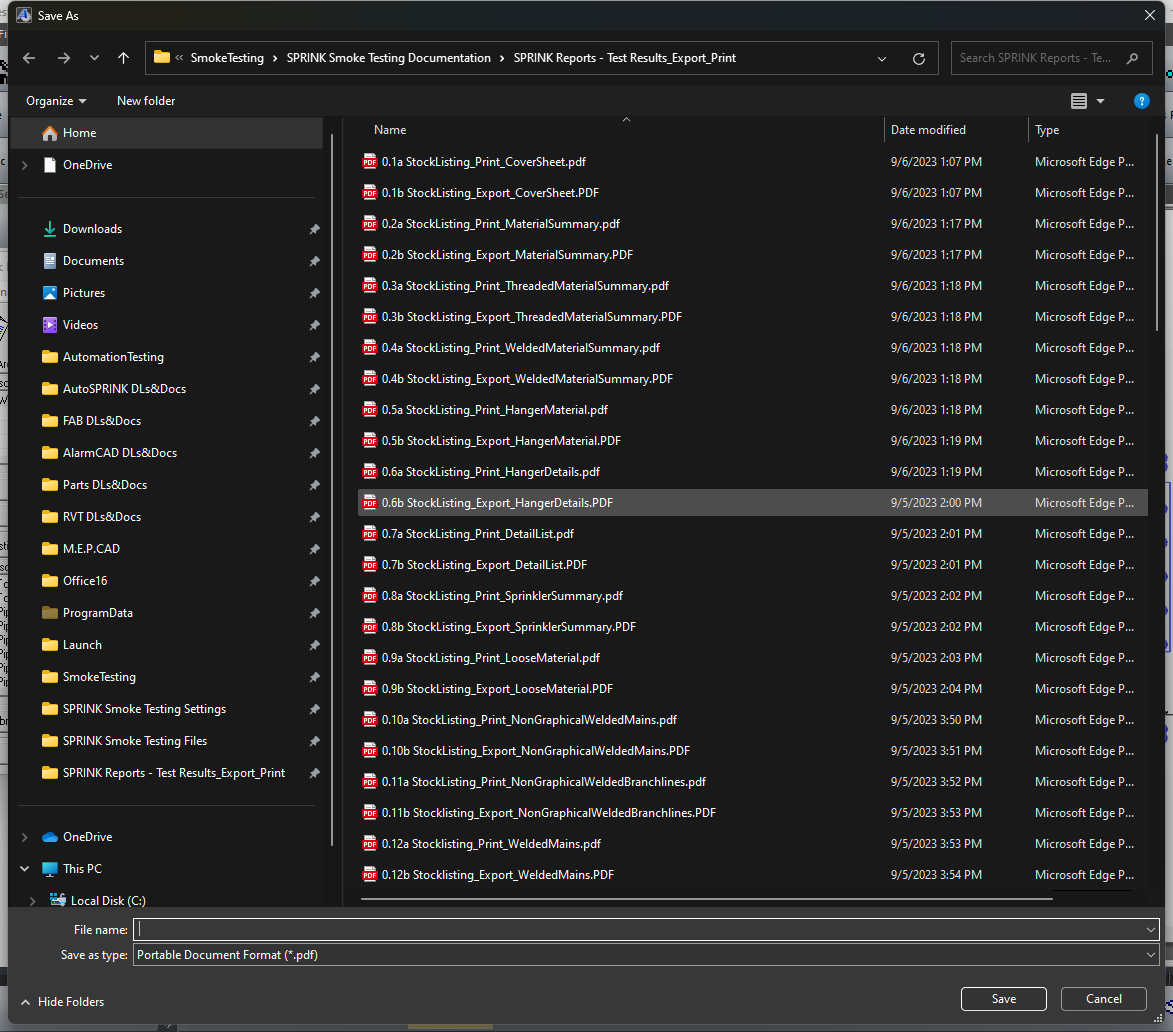 Save As
SmokeTesting > SPRINK Smoke Testing Documentation > SPRINK Reports - Test Results_Export_Print
Search SPRINK Reports - Te...
Organize
New folder
Home
OneDrive
Downloads
Documents
Pictures
Videos
AutomationTesting
AutoSPRINK DLs&Docs
FAB DLs&Docs
AlarmCAD DLs&Docs
Parts DLs&Docs
RVT DLs&Docs
M.E.P.CAD
Office16
ProgramData
Launch
SmokeTesting
SPRINK Smoke Testing Settings
SPRINK Smoke Testing Files
SPRINK Reports - Test Results_Export_Print
OneDrive
This PC
Local Disk (C:)
Name Date modified Type
0.1a StockListing_Print_CoverSheet.pdf 9/6/2023 1:07 PM Microsoft Edge P...
0.1b StockListing_Export_CoverSheet.PDF 9/6/2023 1:07 PM Microsoft Edge P...
0.2a StockListing_Print_MaterialSummary.pdf 9/6/2023 1:17 PM Microsoft Edge P...
0.2b StockListing_Export_MaterialSummary.PDF 9/6/2023 1:17 PM Microsoft Edge P...
0.3a StockListing_Print_ThreadedMaterialSummary.pdf 9/6/2023 1:18 PM Microsoft Edge P...
0.3b StockListing_Export_ThreadedMaterialSummary.PDF 9/6/2023 1:18 PM Microsoft Edge P...
0.4a StockListing_Print_WeldedMaterialSummary.pdf 9/6/2023 1:18 PM Microsoft Edge P...
0.4b StockListing_Export_WeldedMaterialSummary.PDF 9/6/2023 1:18 PM Microsoft Edge P...
0.5a StockListing_Print_HangerMaterial.pdf 9/6/2023 1:18 PM Microsoft Edge P...
0.5b StockListing_Export_HangerMaterial.PDF 9/6/2023 1:19 PM Microsoft Edge P...
0.6a StockListing_Print_HangerDetails.pdf 9/6/2023 1:19 PM Microsoft Edge P...
0.6b StockListing_Export_HangerDetails.PDF 9/5/2023 2:00 PM Microsoft Edge P...
0.7a StockListing_Print_DetailList.pdf 9/5/2023 2:01 PM Microsoft Edge P...
0.7b StockListing_Export_DetailList.PDF 9/5/2023 2:01 PM Microsoft Edge P...
0.8a StockListing_Print_SprinklerSummary.pdf 9/5/2023 2:02 PM Microsoft Edge P...
0.8b StockListing_Export_SprinklerSummary.PDF 9/5/2023 2:02 PM Microsoft Edge P...
0.9a StockListing_Print_LooseMaterial.pdf 9/5/2023 2:03 PM Microsoft Edge P...
0.9b StockListing_Export_LooseMaterial.PDF 9/5/2023 2:04 PM Microsoft Edge P...
0.10a StockListing_Print_NonGraphicalWeldedMains.pdf 9/5/2023 3:50 PM Microsoft Edge P...
0.10b StockListing_Export_NonGraphicalWeldedMains.PDF 9/5/2023 3:51 PM Microsoft Edge P...
0.11a StockListing_Print_NonGraphicalWeldedBranchlines.pdf 9/5/2023 3:52 PM Microsoft Edge P...
0.11b StockListing_Export_NonGraphicalWeldedBranchlines.PDF 9/5/2023 3:53 PM Microsoft Edge P...
0.12a Stocklisting_Print_WeldedMains.pdf 9/5/2023 3:53 PM Microsoft Edge P...
0.12b Stocklisting_Export_WeldedMains.PDF 9/5/2023 3:54 PM Microsoft Edge P...
File name:
Save as type: Portable Document Format (*.pdf)
Hide Folders
Save
Cancel